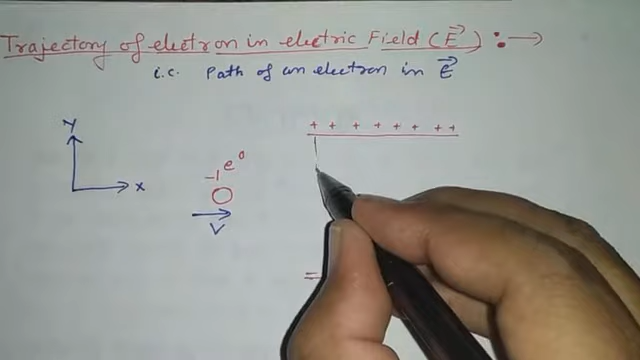 Trajectory of electron in electric Field (E⃗) :→
i.c. Path of an electron in E⃗
+ + + + + + + +
Y
X
-1e0
V